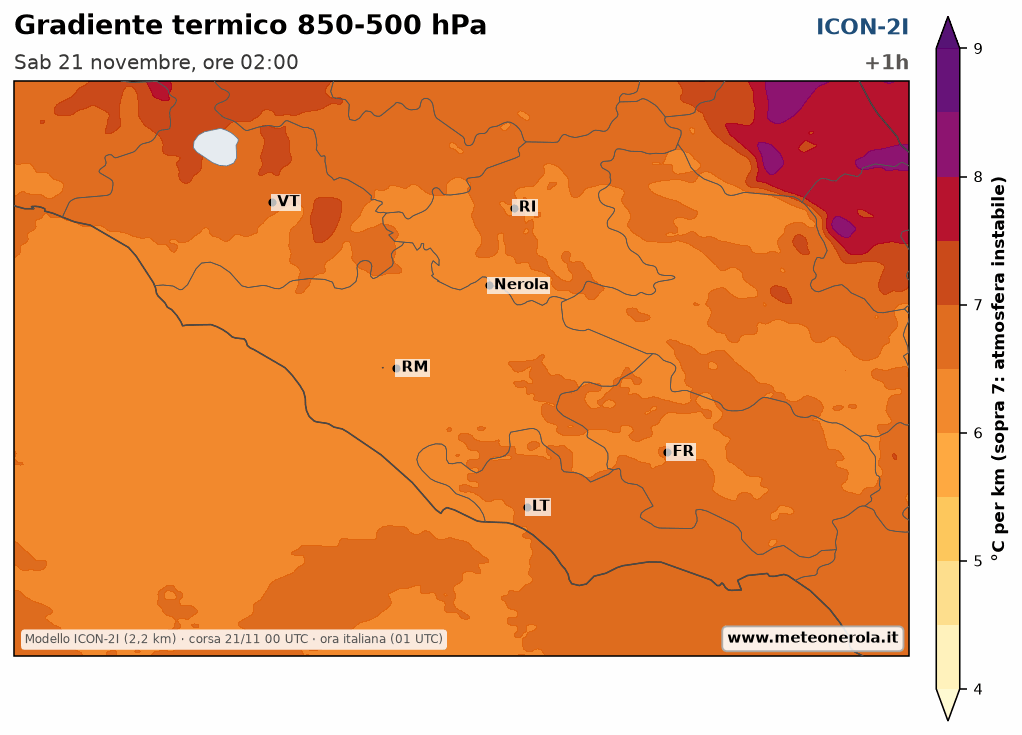 Gradiente termico 850-500 hPa
ICON-2I
Sab 21 novembre, ore 02:00
+1h
9
8
7
6
5
4
°C per km (sopra 7: atmosfera instabile)
VT
RI
Nerola
RM
FR
LT
Modello ICON-2I (2,2 km) · corsa 21/11 00 UTC · ora italiana (01 UTC)
www.meteonerola.it